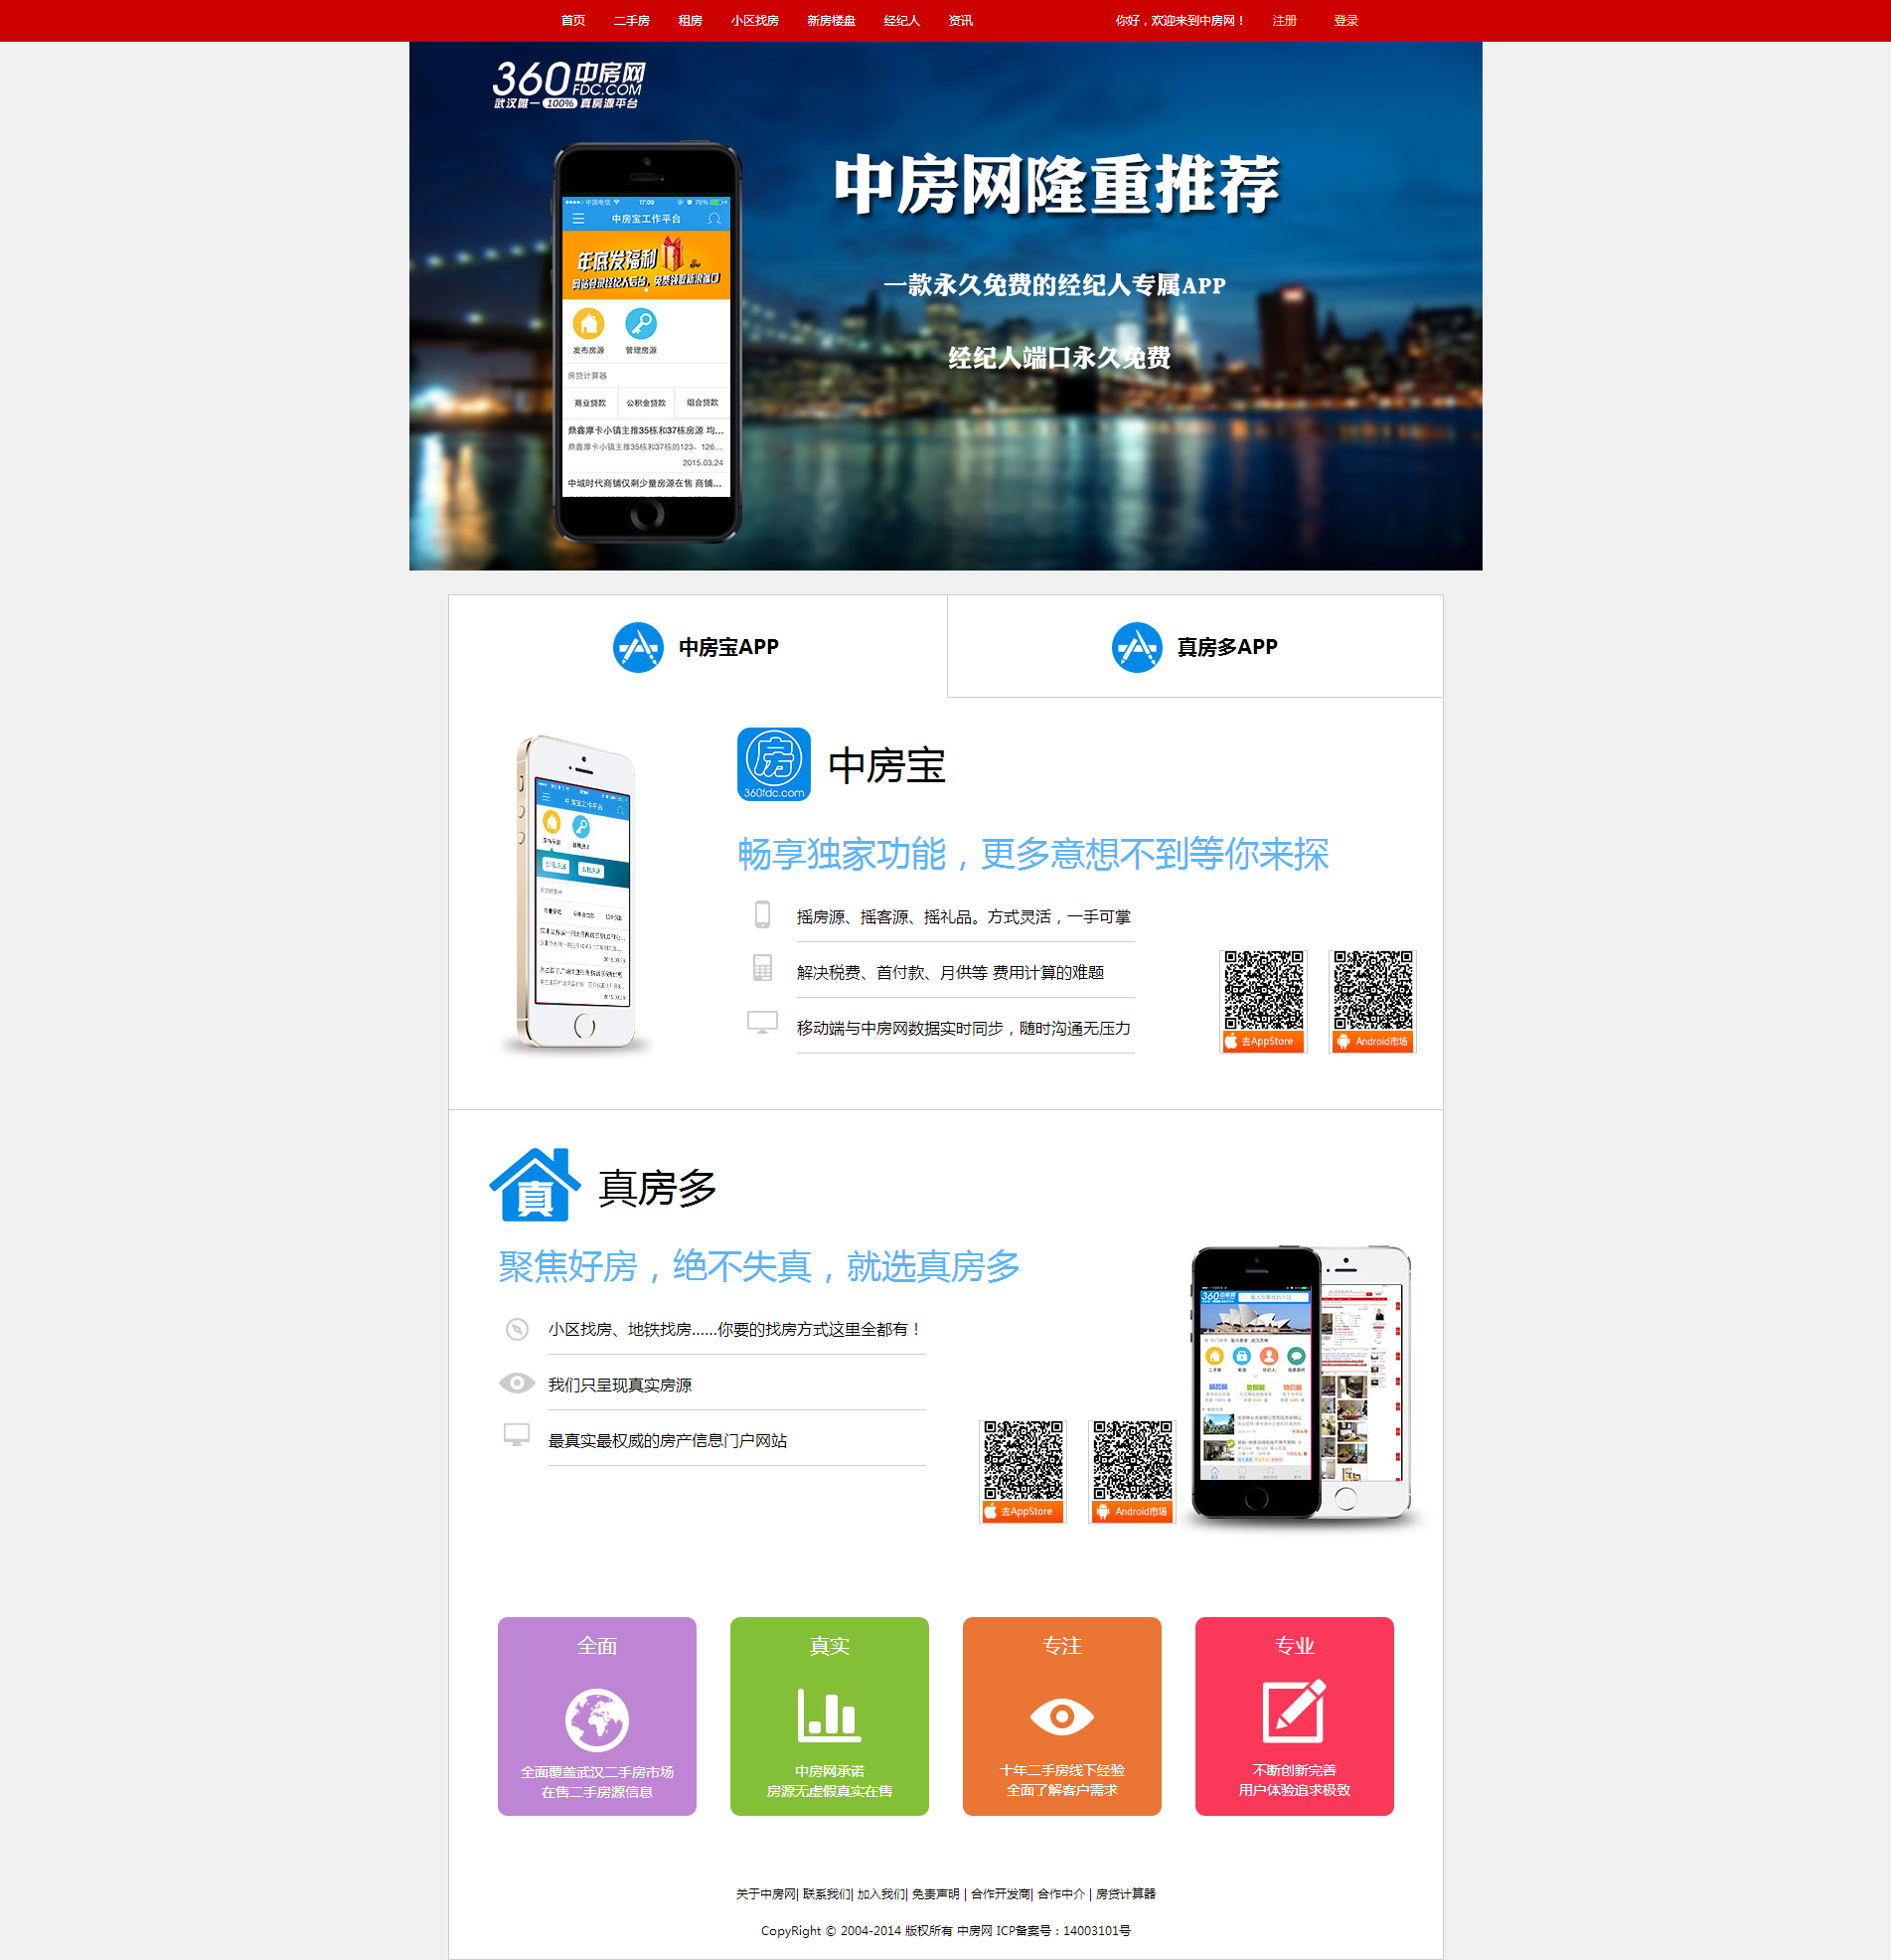 首页 二手房 租房 小区找房 新房楼盘 经纪人 资讯 你好，欢迎来到中房网！ 注册 登录
360中房网
FDC.COM
武汉唯一 100% 真房源平台
中房网隆重推荐
一款永久免费的经纪人专属APP
经纪人端口永久免费
中国电信 17:09 70%
中房宝工作平台
年底发福利
发布房源 管理房源
房贷计算器
商业贷款 公积金贷款 组合贷款
鼎鑫摩卡小镇主推35栋和37栋房源 均...
鼎鑫摩卡小镇主推35栋和37栋的123、126...
2015.03.24
中城时代商铺仅剩少量房源在售 商铺...
中房宝APP 真房多APP
房
360fdc.com
中房宝
畅享独家功能，更多意想不到等你来探
摇房源、摇客源、摇礼品。方式灵活，一手可掌
解决税费、首付款、月供等 费用计算的难题
移动端与中房网数据实时同步，随时沟通无压力
去AppStore Android市场
中房宝工作平台
真
真房多
聚焦好房，绝不失真，就选真房多
小区找房、地铁找房......你要的找房方式这里全都有！
我们只呈现真实房源
最真实最权威的房产信息门户网站
去AppStore Android市场
360中房网
全面
全面覆盖武汉二手房市场
在售二手房源信息
真实
中房网承诺
房源无虚假真实在售
专注
十年二手房线下经验
全面了解客户需求
专业
不断创新完善
用户体验追求极致
关于中房网| 联系我们| 加入我们| 免责声明 | 合作开发商| 合作中介 | 房贷计算器
CopyRight © 2004-2014 版权所有 中房网 ICP备案号：14003101号